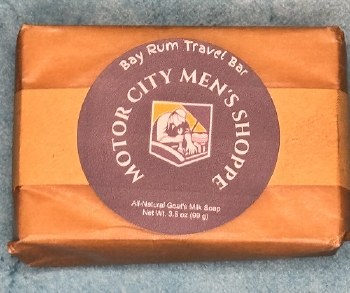 Bay Rum Travel Bar
MOTOR CITY MEN'S SHOPPE
All-Natural Goat's Milk Soap
Net Wt. 3.5 oz (99 g)